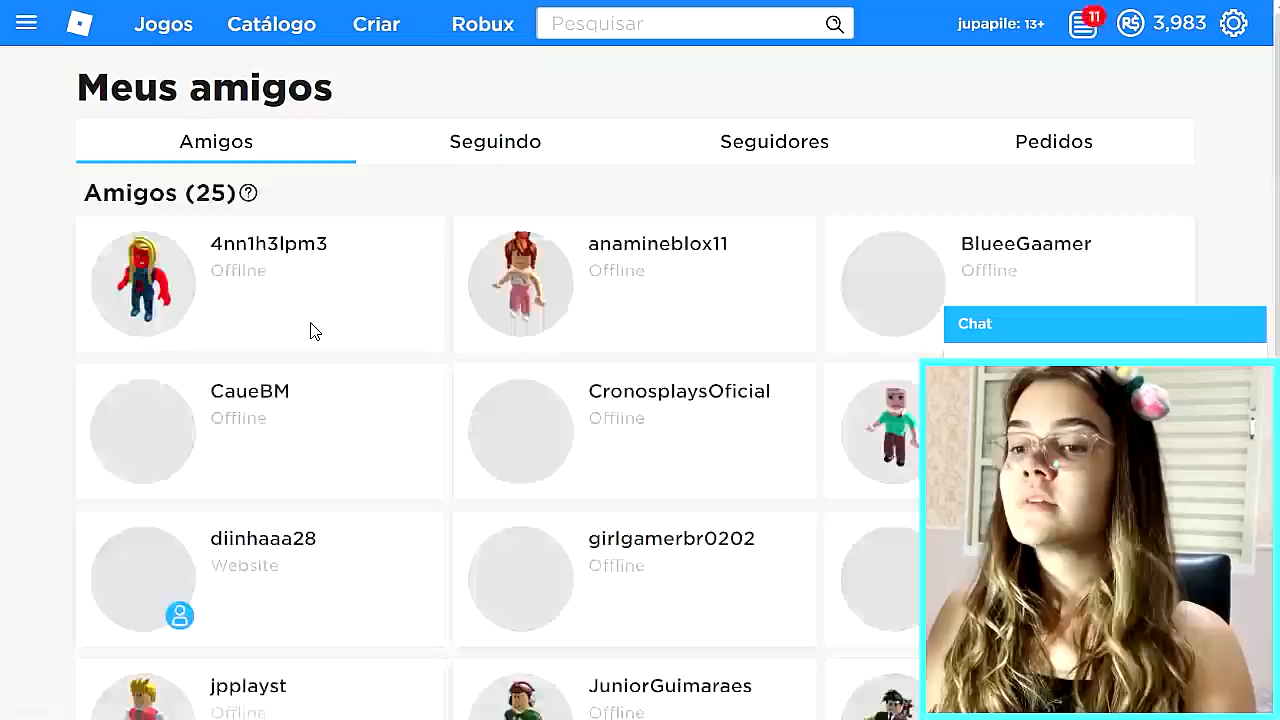 Jogos Catálogo Criar Robux Pesquisar jupapile: 13+ 11 R$ 3,983
Meus amigos
Amigos Seguindo Seguidores Pedidos
Amigos (25)
4nn1h3lpm3 anamineblox11 BlueeGaamer
Offline Offline Offline
Chat
CaueBM CronosplaysOficial
Offline Offline
diinhaaa28 girlgamerbr0202
Website Offline
jpplayst JuniorGuimaraes
Offline Offline